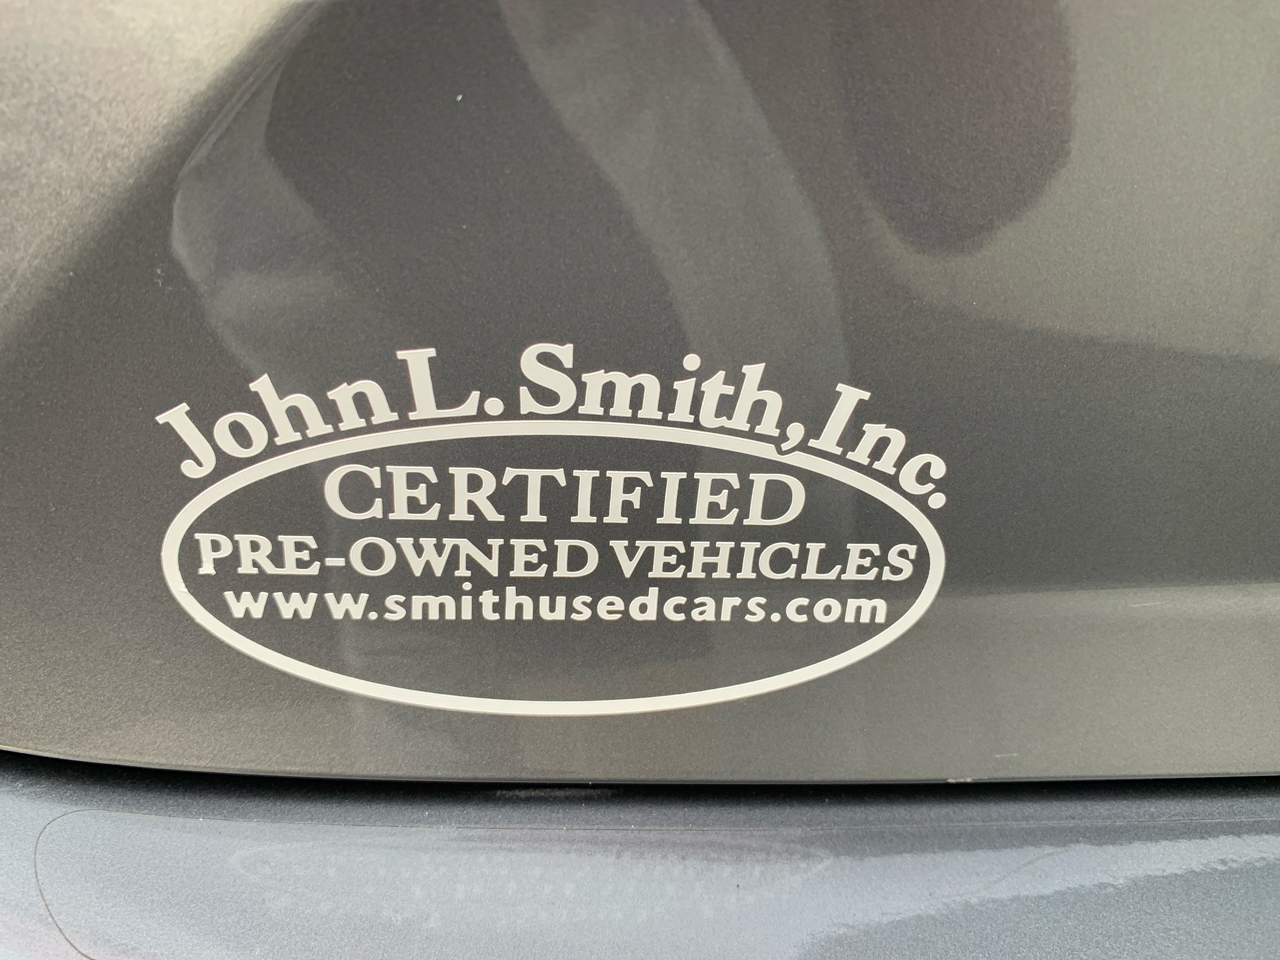 John L. Smith, Inc.
CERTIFIED
PRE-OWNED VEHICLES
www.smithusedcars.com